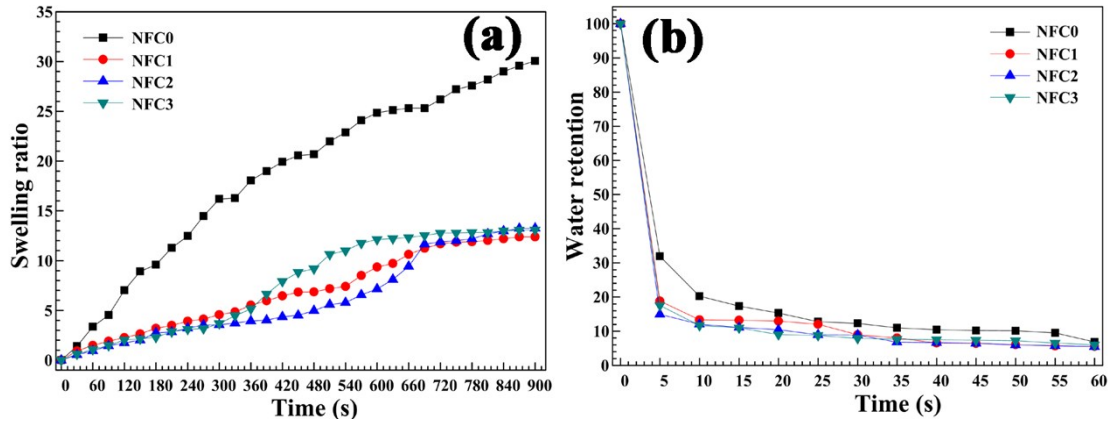 (a)
NFC0
NFC1
NFC2
NFC3
Swelling ratio
35
30
25
20
15
10
5
0
0 60 120 180 240 300 360 420 480 540 600 660 720 780 840 900
Time (s)
(b)
NFC0
NFC1
NFC2
NFC3
Water retention
100
90
80
70
60
50
40
30
20
10
0
0 5 10 15 20 25 30 35 40 45 50 55 60
Time (s)